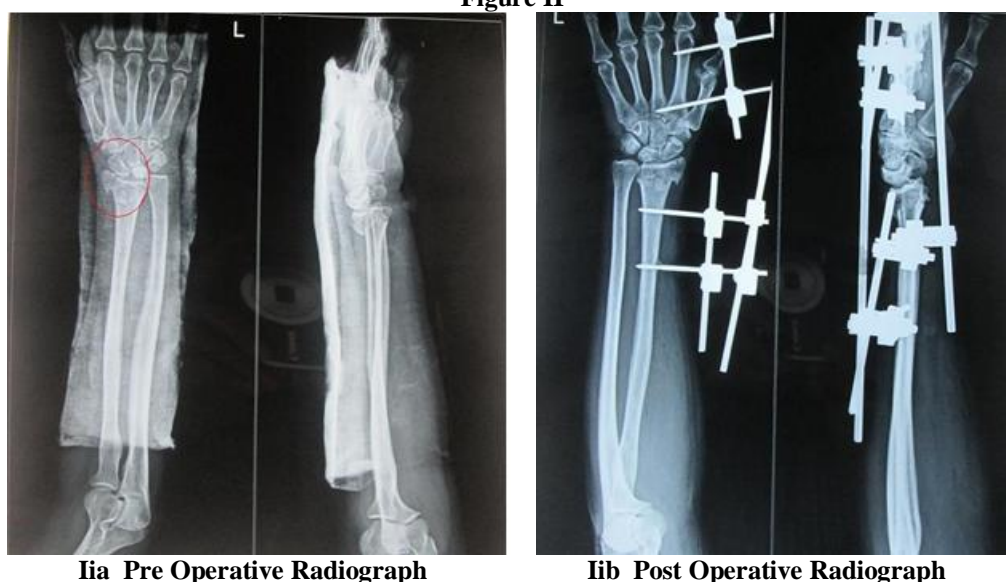 Figure II
L
L
Iia Pre Operative Radiograph
Iib Post Operative Radiograph